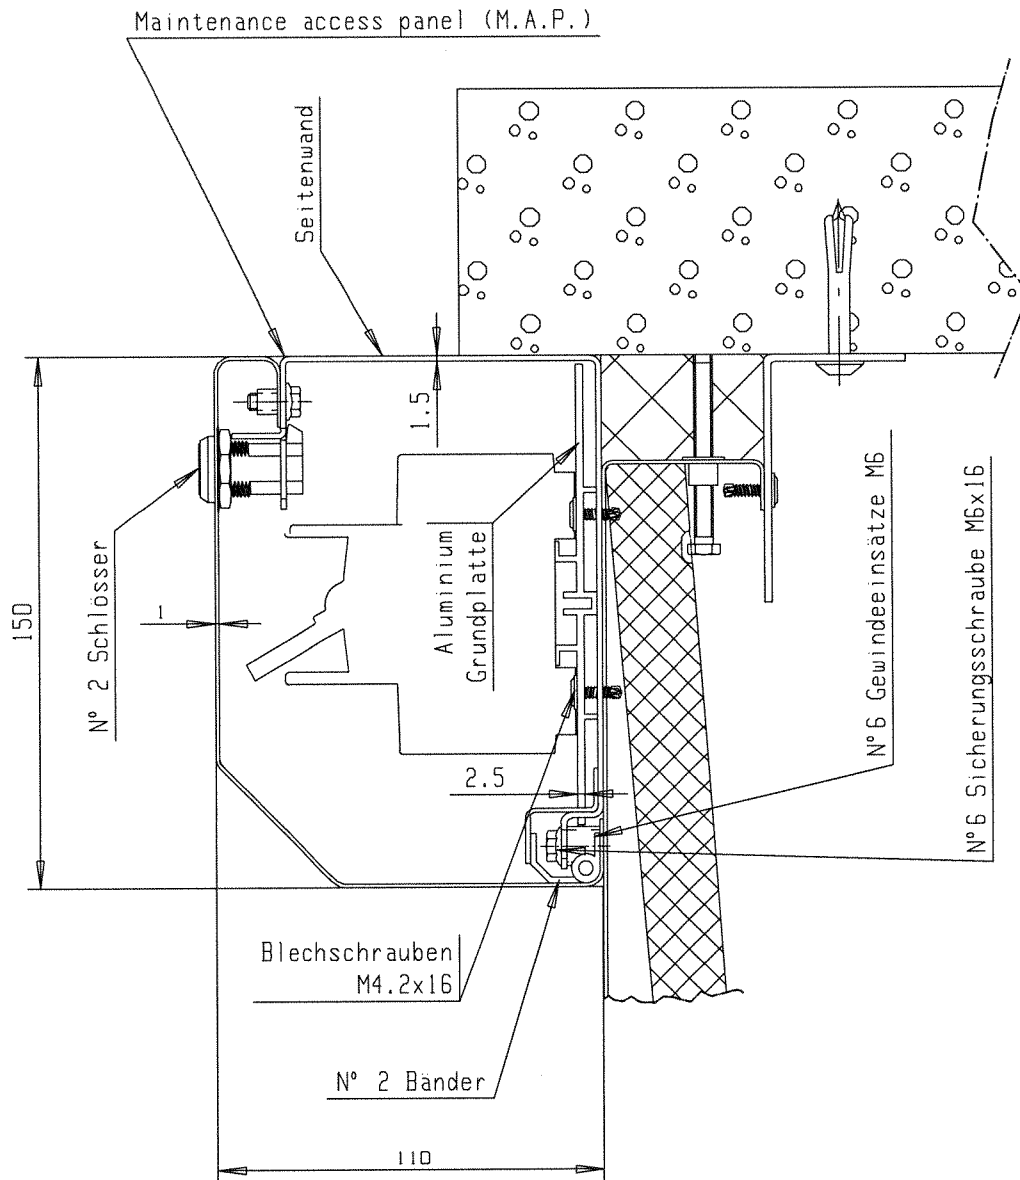 Maintenance access panel (M.A.P.)
Seitenwand
1.5
N° 2 Schlösser
150
1
Aluminium
Grundplatte
2.5
N°6 Gewindeeinsätze M6
N°6 Sicherungsschraube M6x16
Blechschrauben
M4.2x16
N° 2 Bänder
110